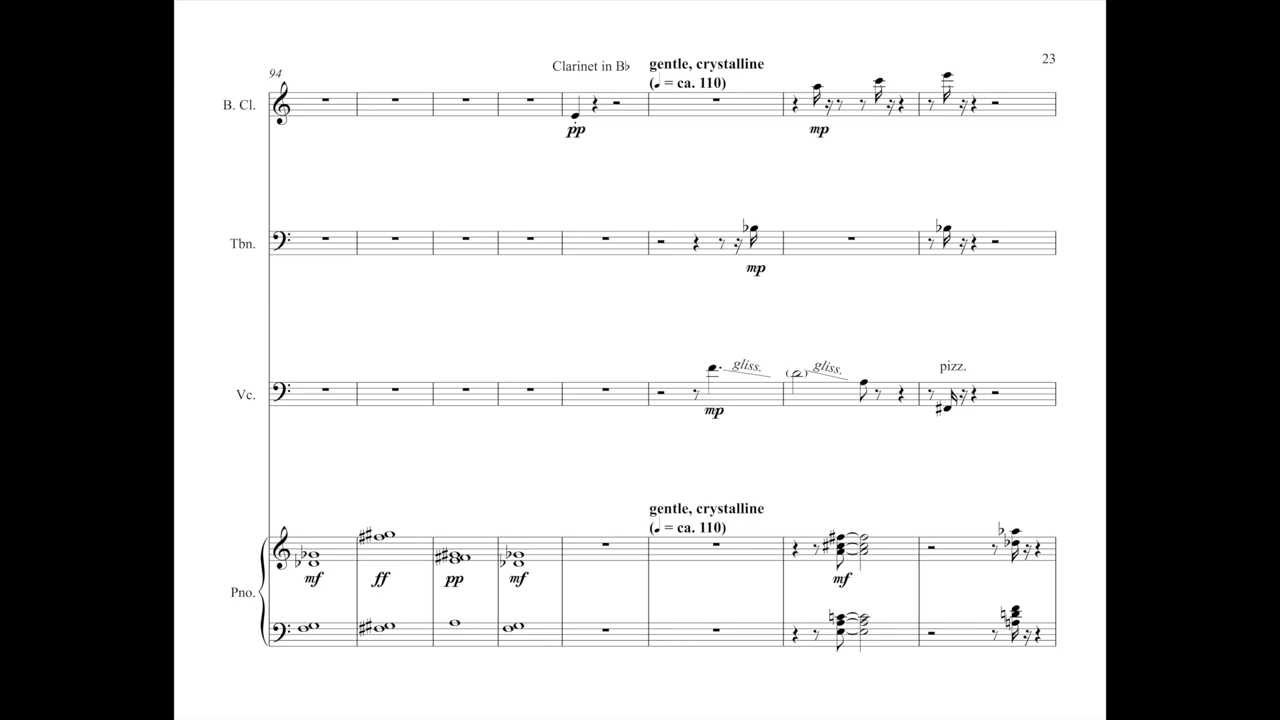 23
94
Clarinet in B♭
gentle, crystalline
(♩ = ca. 110)
B. Cl.
pp
mp
Tbn.
mp
gliss.
gliss.
pizz.
Vc.
mp
gentle, crystalline
(♩ = ca. 110)
mf
ff
pp
mf
mf
Pno.